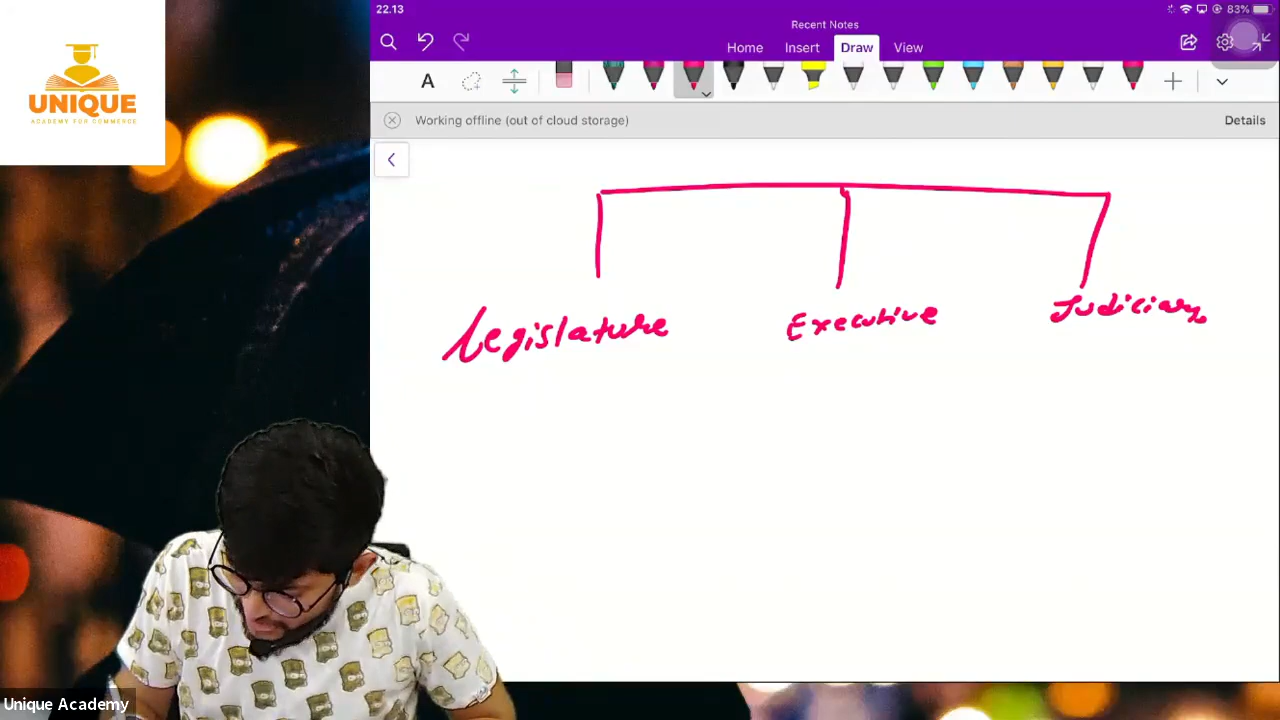 22.13
83%
Recent Notes
Home Insert Draw View
UNIQUE
ACADEMY FOR COMMERCE
A
Working offline (out of cloud storage)
Details
Legislature Executive Judiciary
Unique Academy